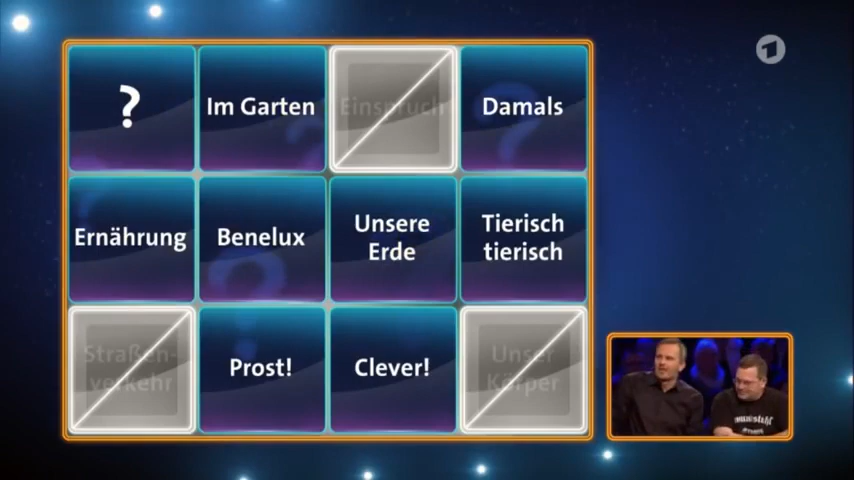 1
?
Im Garten
Einspruch
Damals
Ernährung
Benelux
Unsere
Erde
Tierisch
tierisch
Straßen-
verkehr
Prost!
Clever!
Unser
Körper